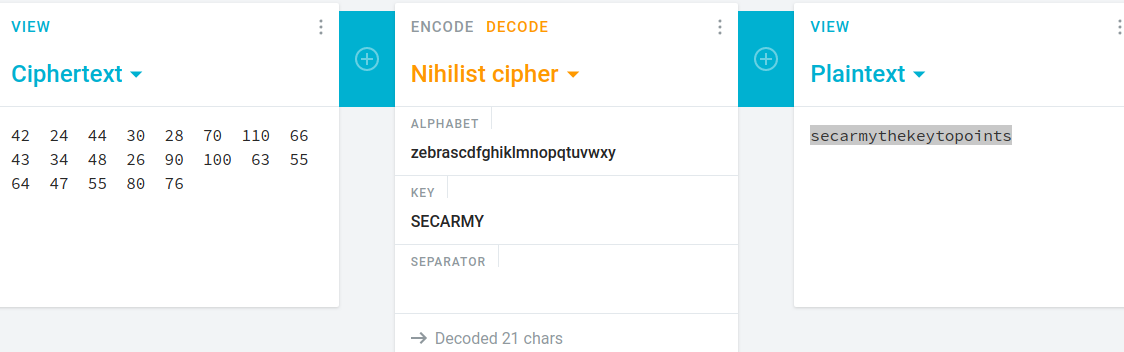 VIEW
Ciphertext
42 24 44 30 28 70 110 66
43 34 48 26 90 100 63 55
64 47 55 80 76
ENCODE DECODE
Nihilist cipher
ALPHABET
zebrascdfghiklmnopqtuvwxy
KEY
SECARMY
SEPARATOR
→ Decoded 21 chars
VIEW
Plaintext
secarmythekeytopoints